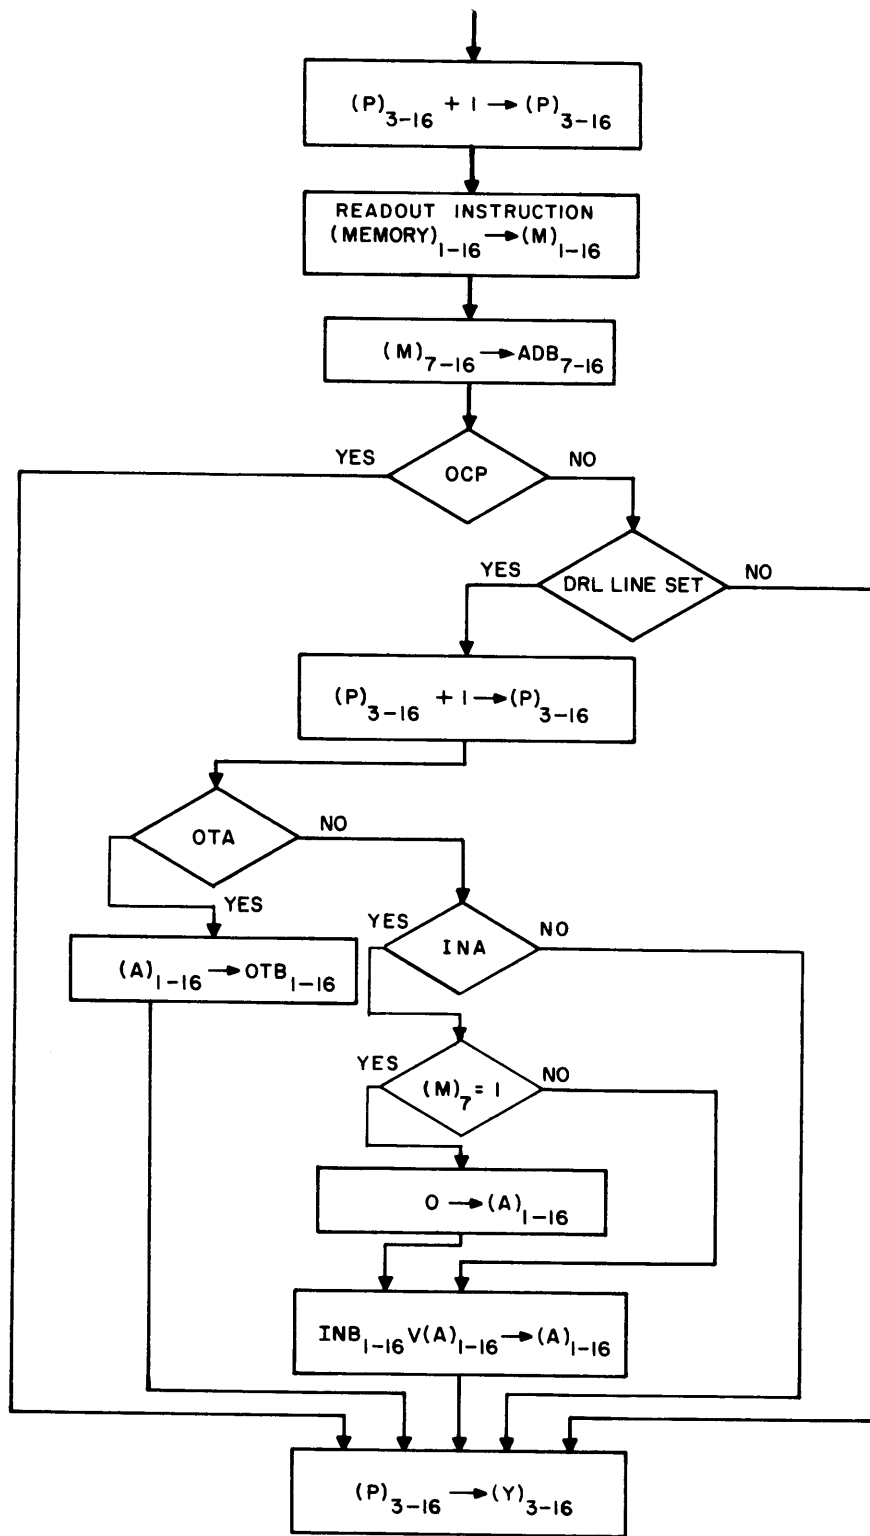 (P)3-16 + 1 → (P)3-16
READOUT INSTRUCTION
(MEMORY)1-16 → (M)1-16
(M)7-16 → ADB7-16
YES
OCP
NO
YES
DRL LINE SET
NO
(P)3-16 + 1 → (P)3-16
OTA
NO
YES
YES
INA
NO
(A)1-16 → OTB1-16
YES
(M)7 = 1
NO
0 → (A)1-16
INB1-16 V(A)1-16 → (A)1-16
(P)3-16 → (Y)3-16